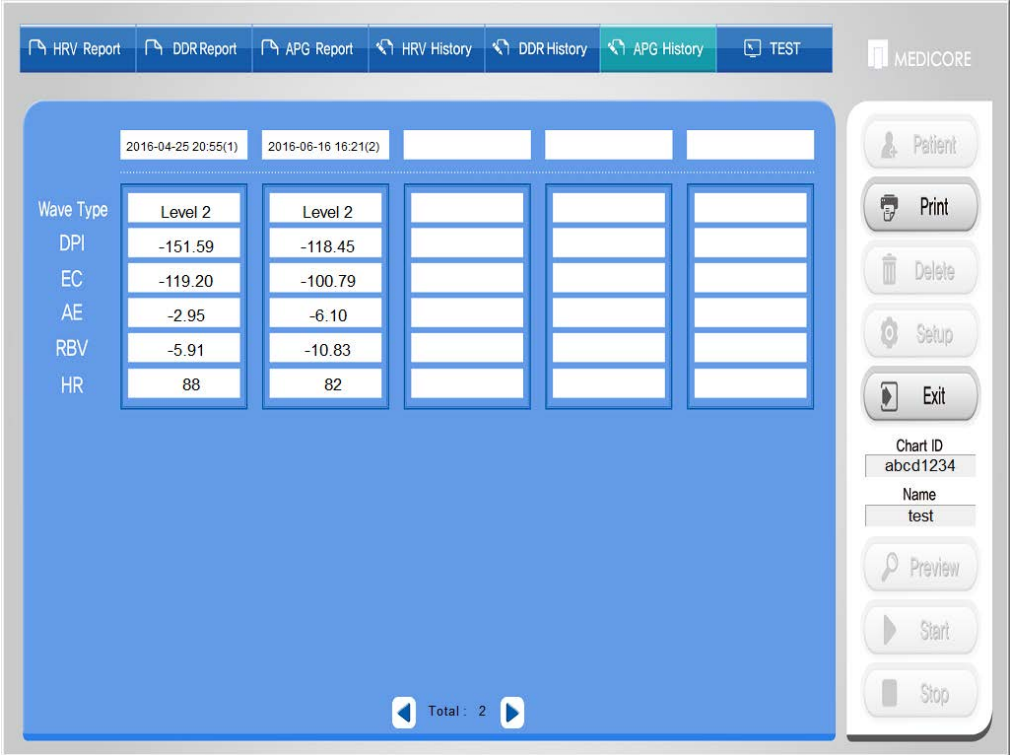 HRV Report DDR Report APG Report HRV History DDR History APG History TEST
MEDICORE
2016-04-25 20:55(1) 2016-06-16 16:21(2)
Wave Type Level 2 Level 2
DPI -151.59 -118.45
EC -119.20 -100.79
AE -2.95 -6.10
RBV -5.91 -10.83
HR 88 82
Total : 2
Patient
Print
Delete
Setup
Exit
Chart ID
abcd1234
Name
test
Preview
Start
Stop